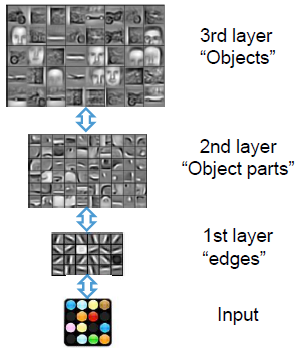 3rd layer
“Objects”
2nd layer
“Object parts”
1st layer
“edges”
Input